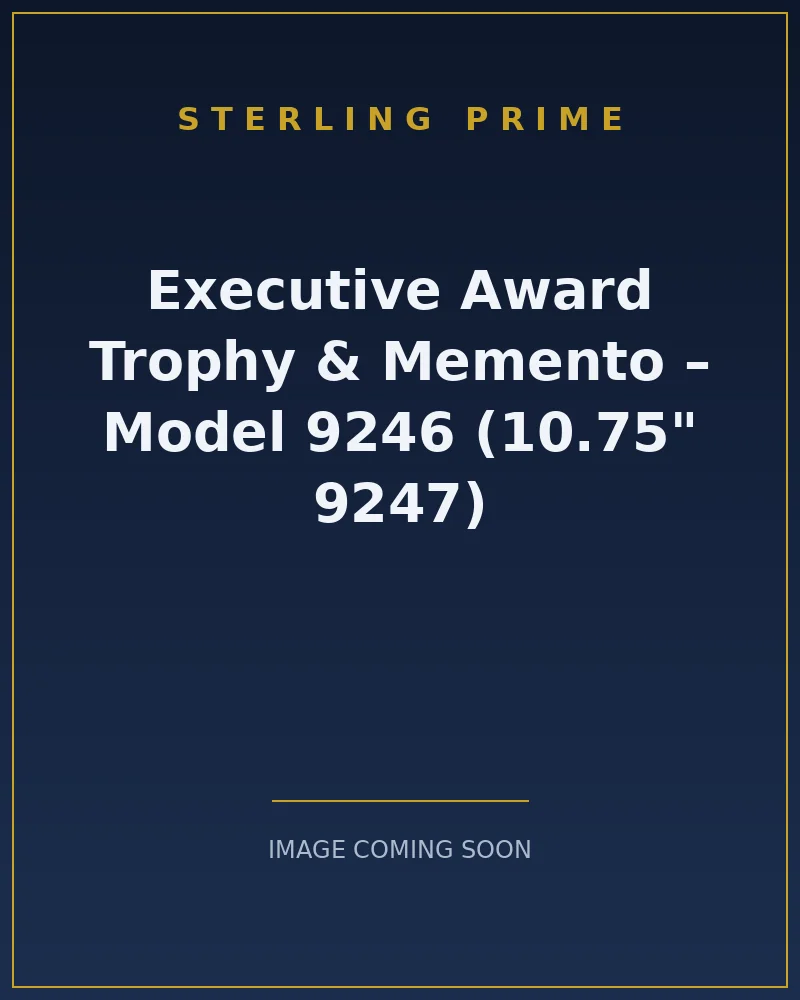 STERLING PRIME
Executive Award
Trophy & Memento –
Model 9246 (10.75"
9247)
IMAGE COMING SOON